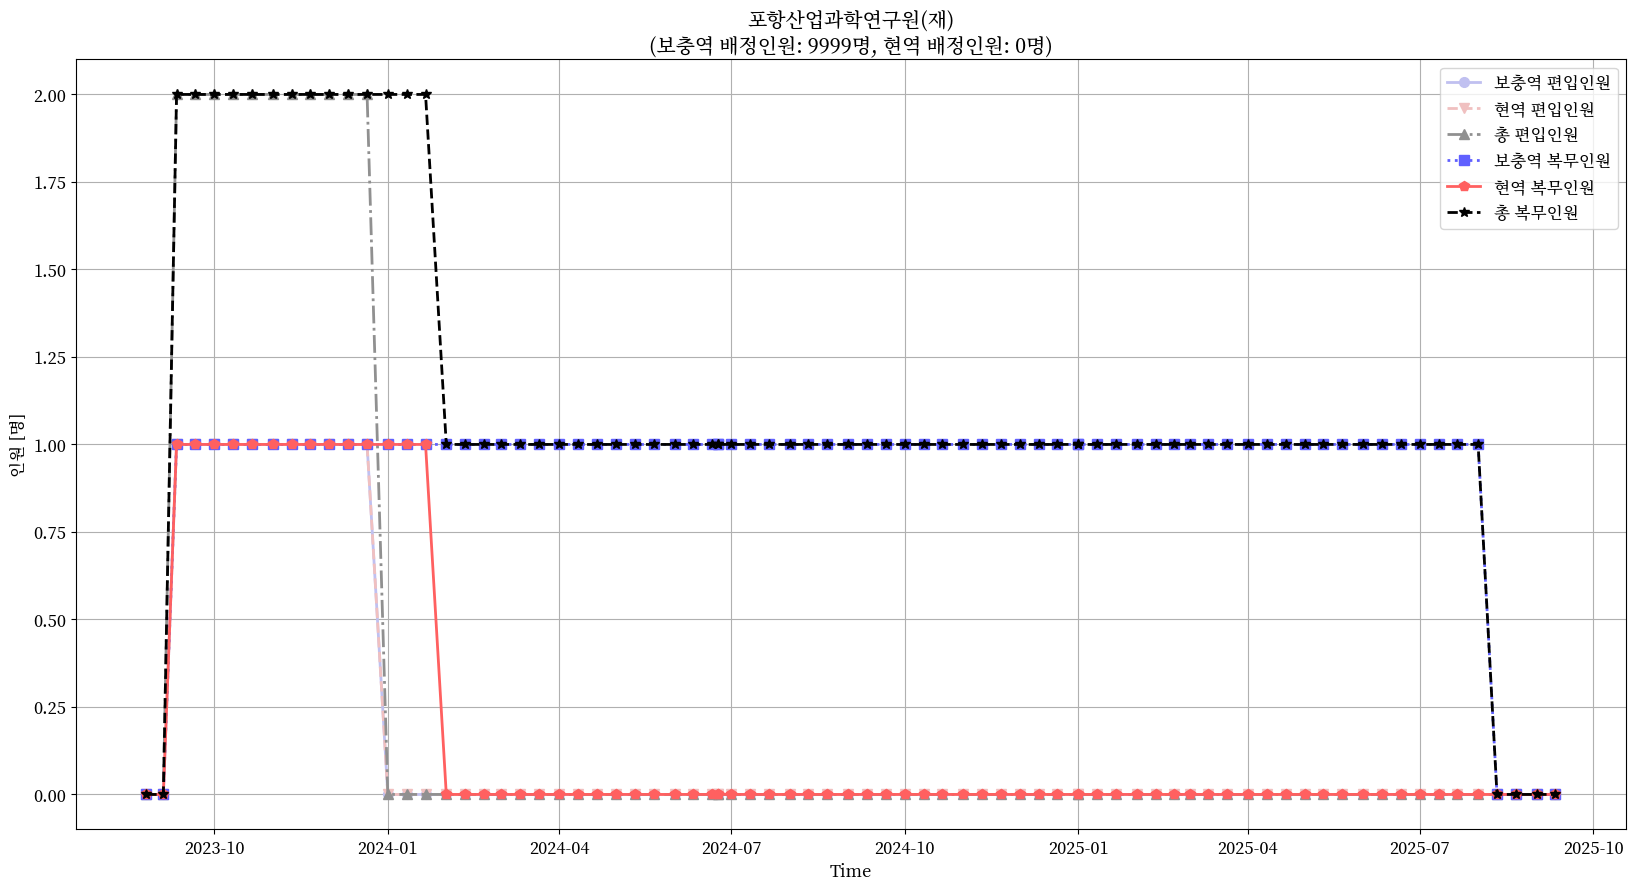 포항산업과학연구원(재)
(보충역 배정인원: 9999명, 현역 배정인원: 0명)
보충역 편입인원
현역 편입인원
총 편입인원
보충역 복무인원
현역 복무인원
총 복무인원
인원 [명]
2.00
1.75
1.50
1.25
1.00
0.75
0.50
0.25
0.00
2023-10 2024-01 2024-04 2024-07 2024-10 2025-01 2025-04 2025-07 2025-10
Time